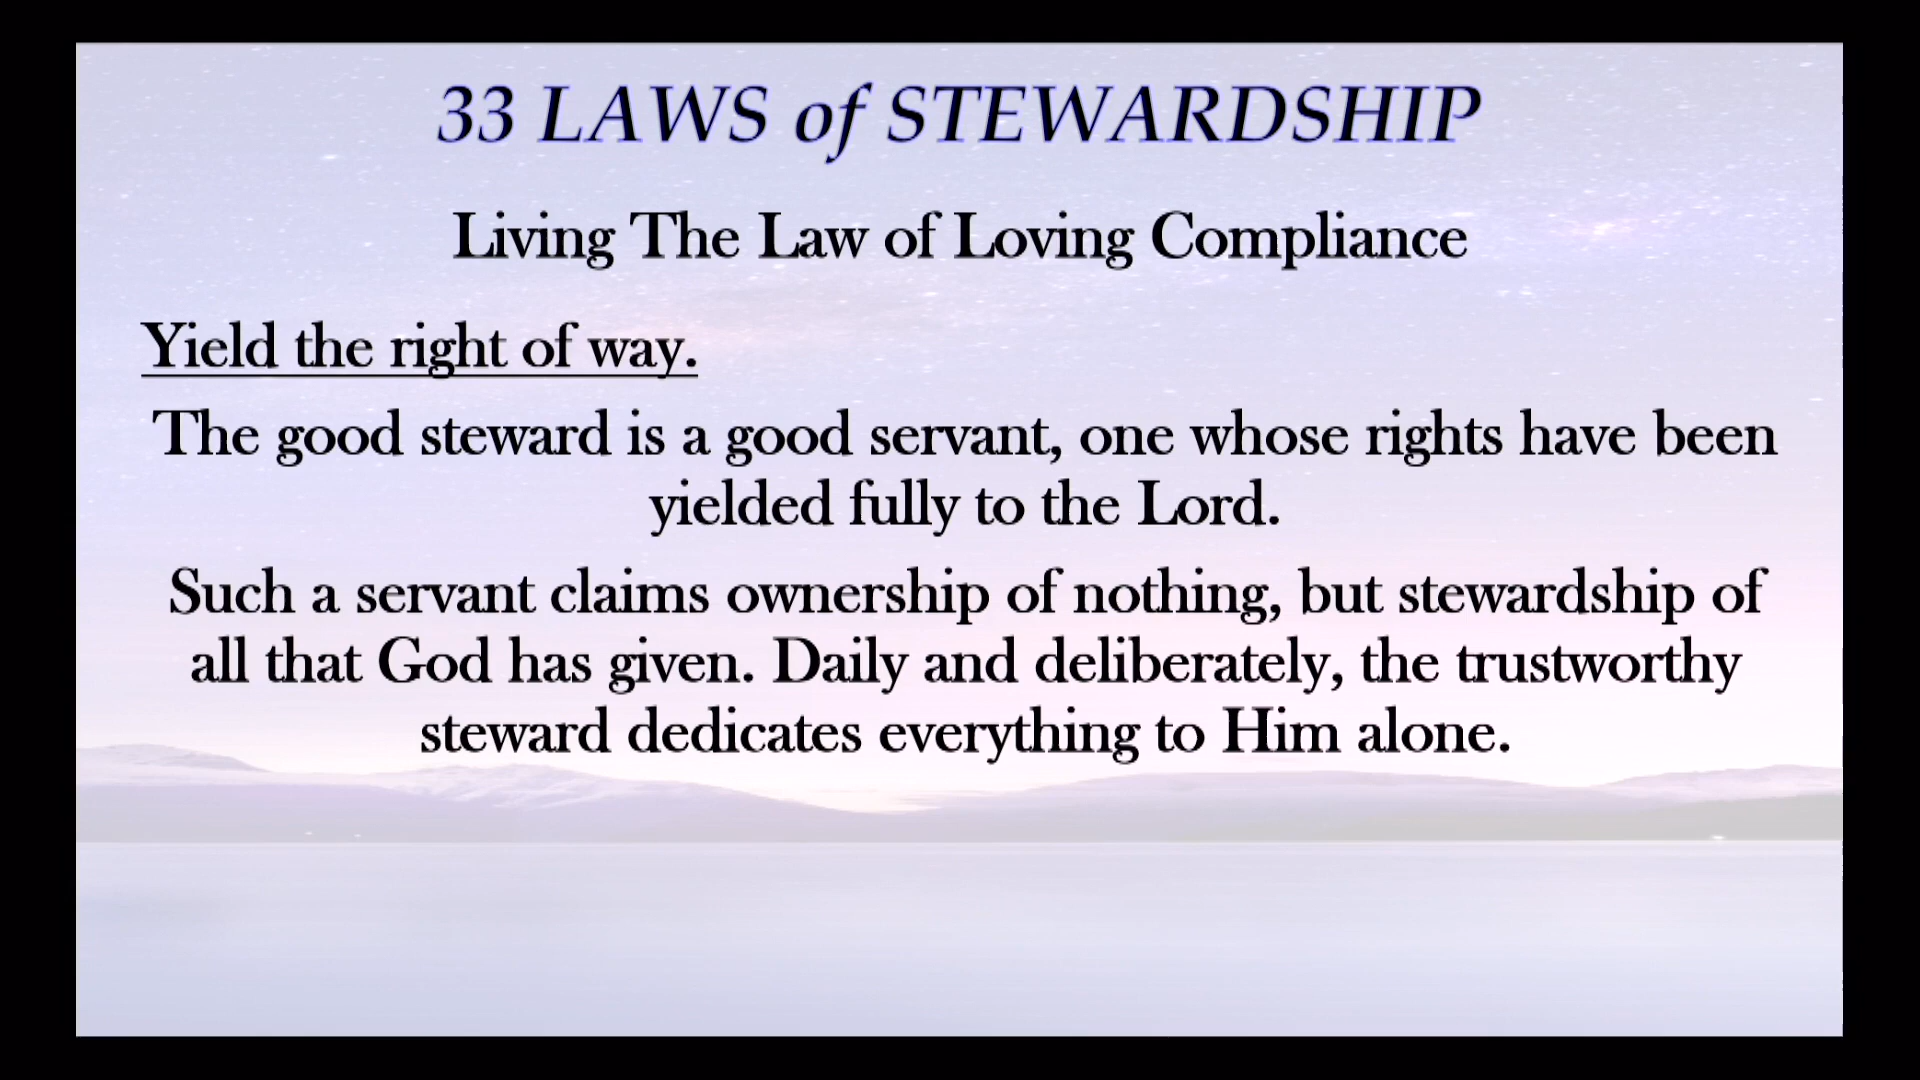 33 LAWS of STEWARDSHIP
Living The Law of Loving Compliance
Yield the right of way.
The good steward is a good servant, one whose rights have been
yielded fully to the Lord.
Such a servant claims ownership of nothing, but stewardship of
all that God has given. Daily and deliberately, the trustworthy
steward dedicates everything to Him alone.